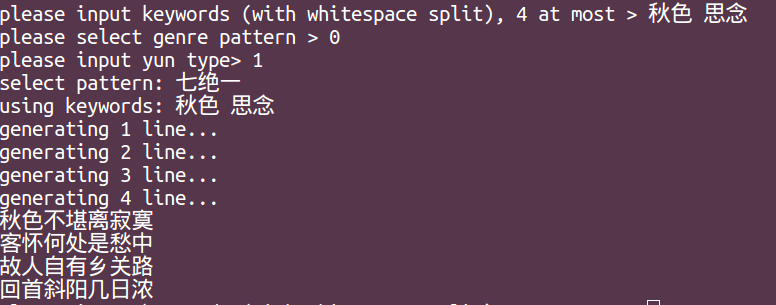 please input keywords (with whitespace split), 4 at most > 秋色 思念
please select genre pattern > 0
please input yun type> 1
select pattern: 七绝一
using keywords: 秋色 思念
generating 1 line...
generating 2 line...
generating 3 line...
generating 4 line...
秋色不堪离寂寞
客怀何处是愁中
故人自有乡关路
回首斜阳几日浓